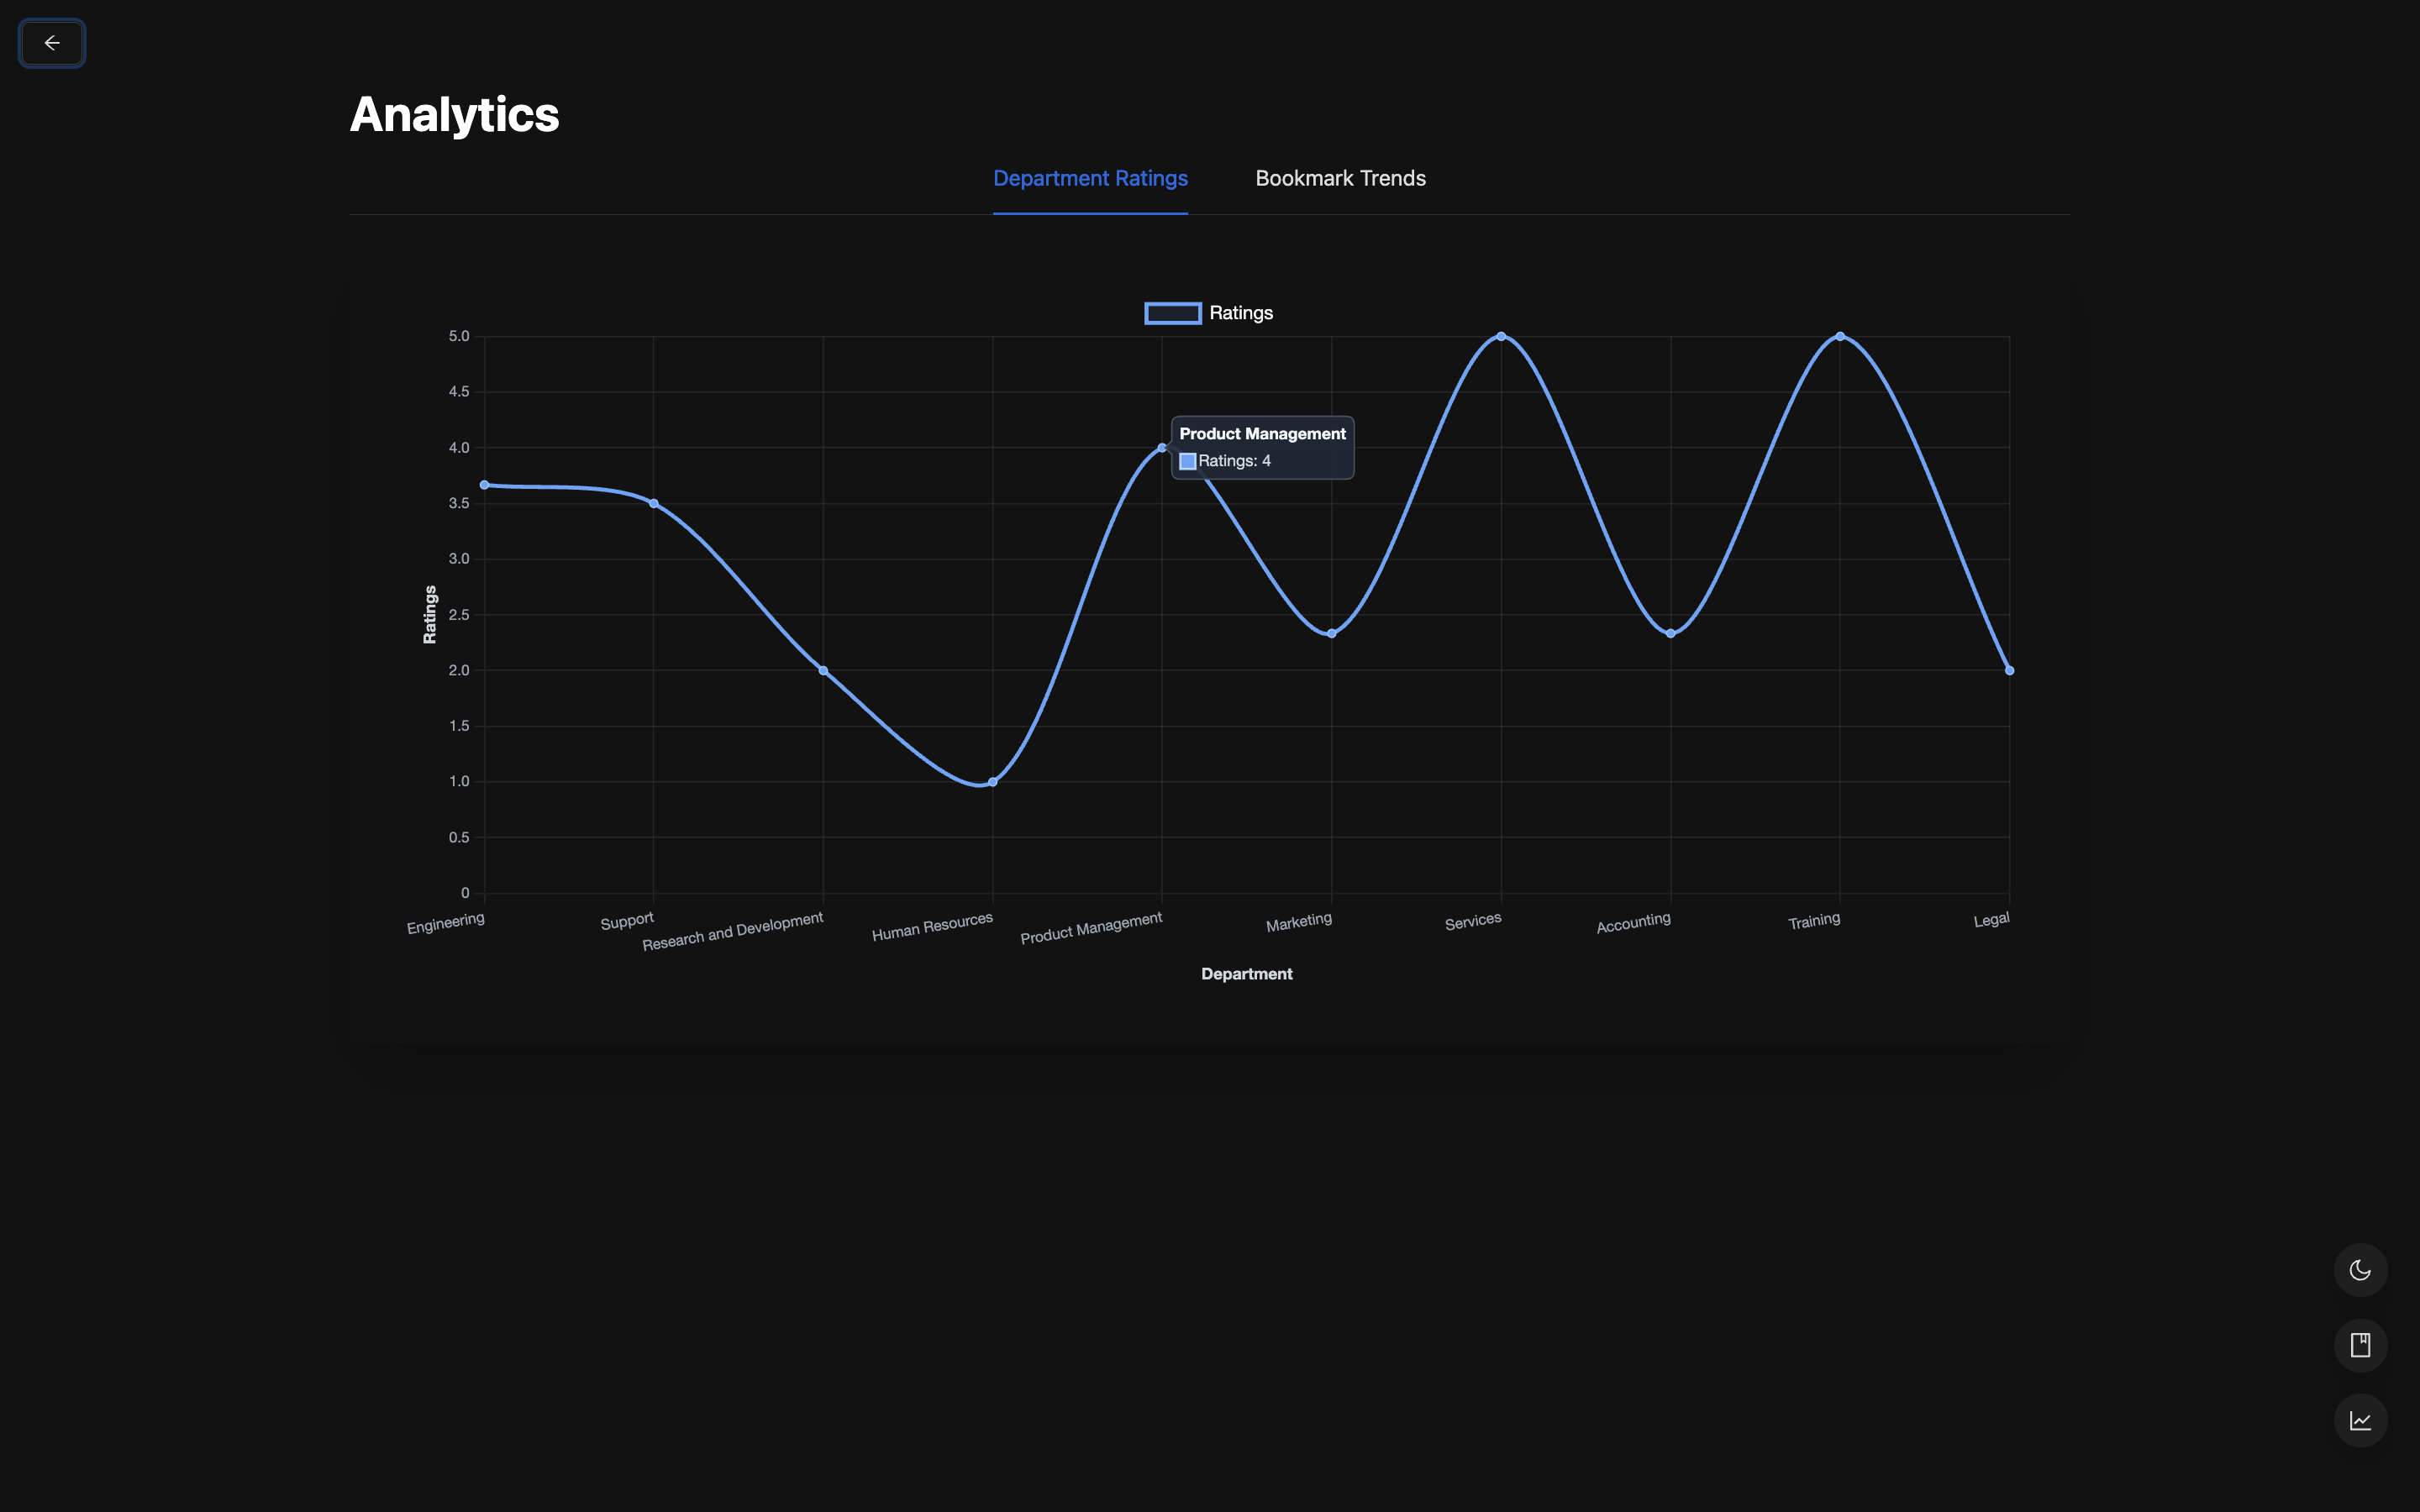 Analytics
Department Ratings
Bookmark Trends
Ratings
5.0
4.5
4.0
3.5
3.0
2.5
2.0
1.5
1.0
0.5
0
Ratings
Product Management
Ratings: 4
Engineering
Support
Research and Development
Human Resources
Product Management
Marketing
Services
Accounting
Training
Legal
Department